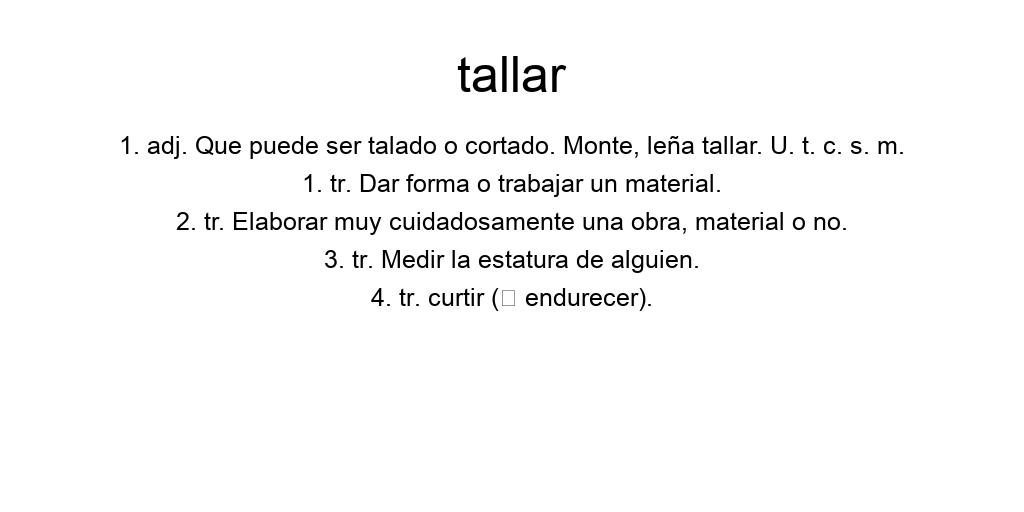 tallar
1. adj. Que puede ser talado o cortado. Monte, leña tallar. U. t. c. s. m.
1. tr. Dar forma o trabajar un material.
2. tr. Elaborar muy cuidadosamente una obra, material o no.
3. tr. Medir la estatura de alguien.
4. tr. curtir (□ endurecer).